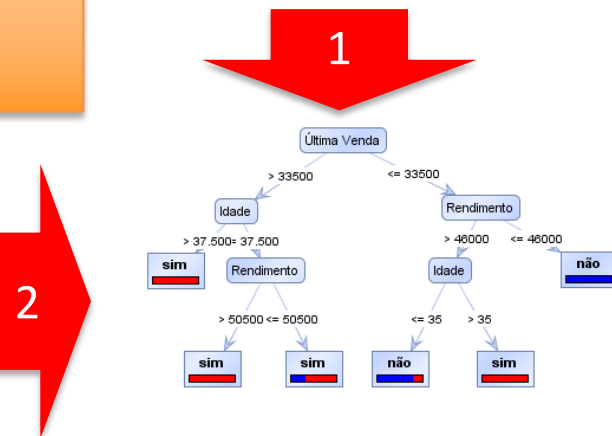 1
Última Venda
> 33500 <= 33500
Idade Rendimento
> 37.500 <= 37.500 > 46000 <= 46000
sim Rendimento Idade não
2
> 50500 <= 50500 <= 35 > 35
sim sim não sim